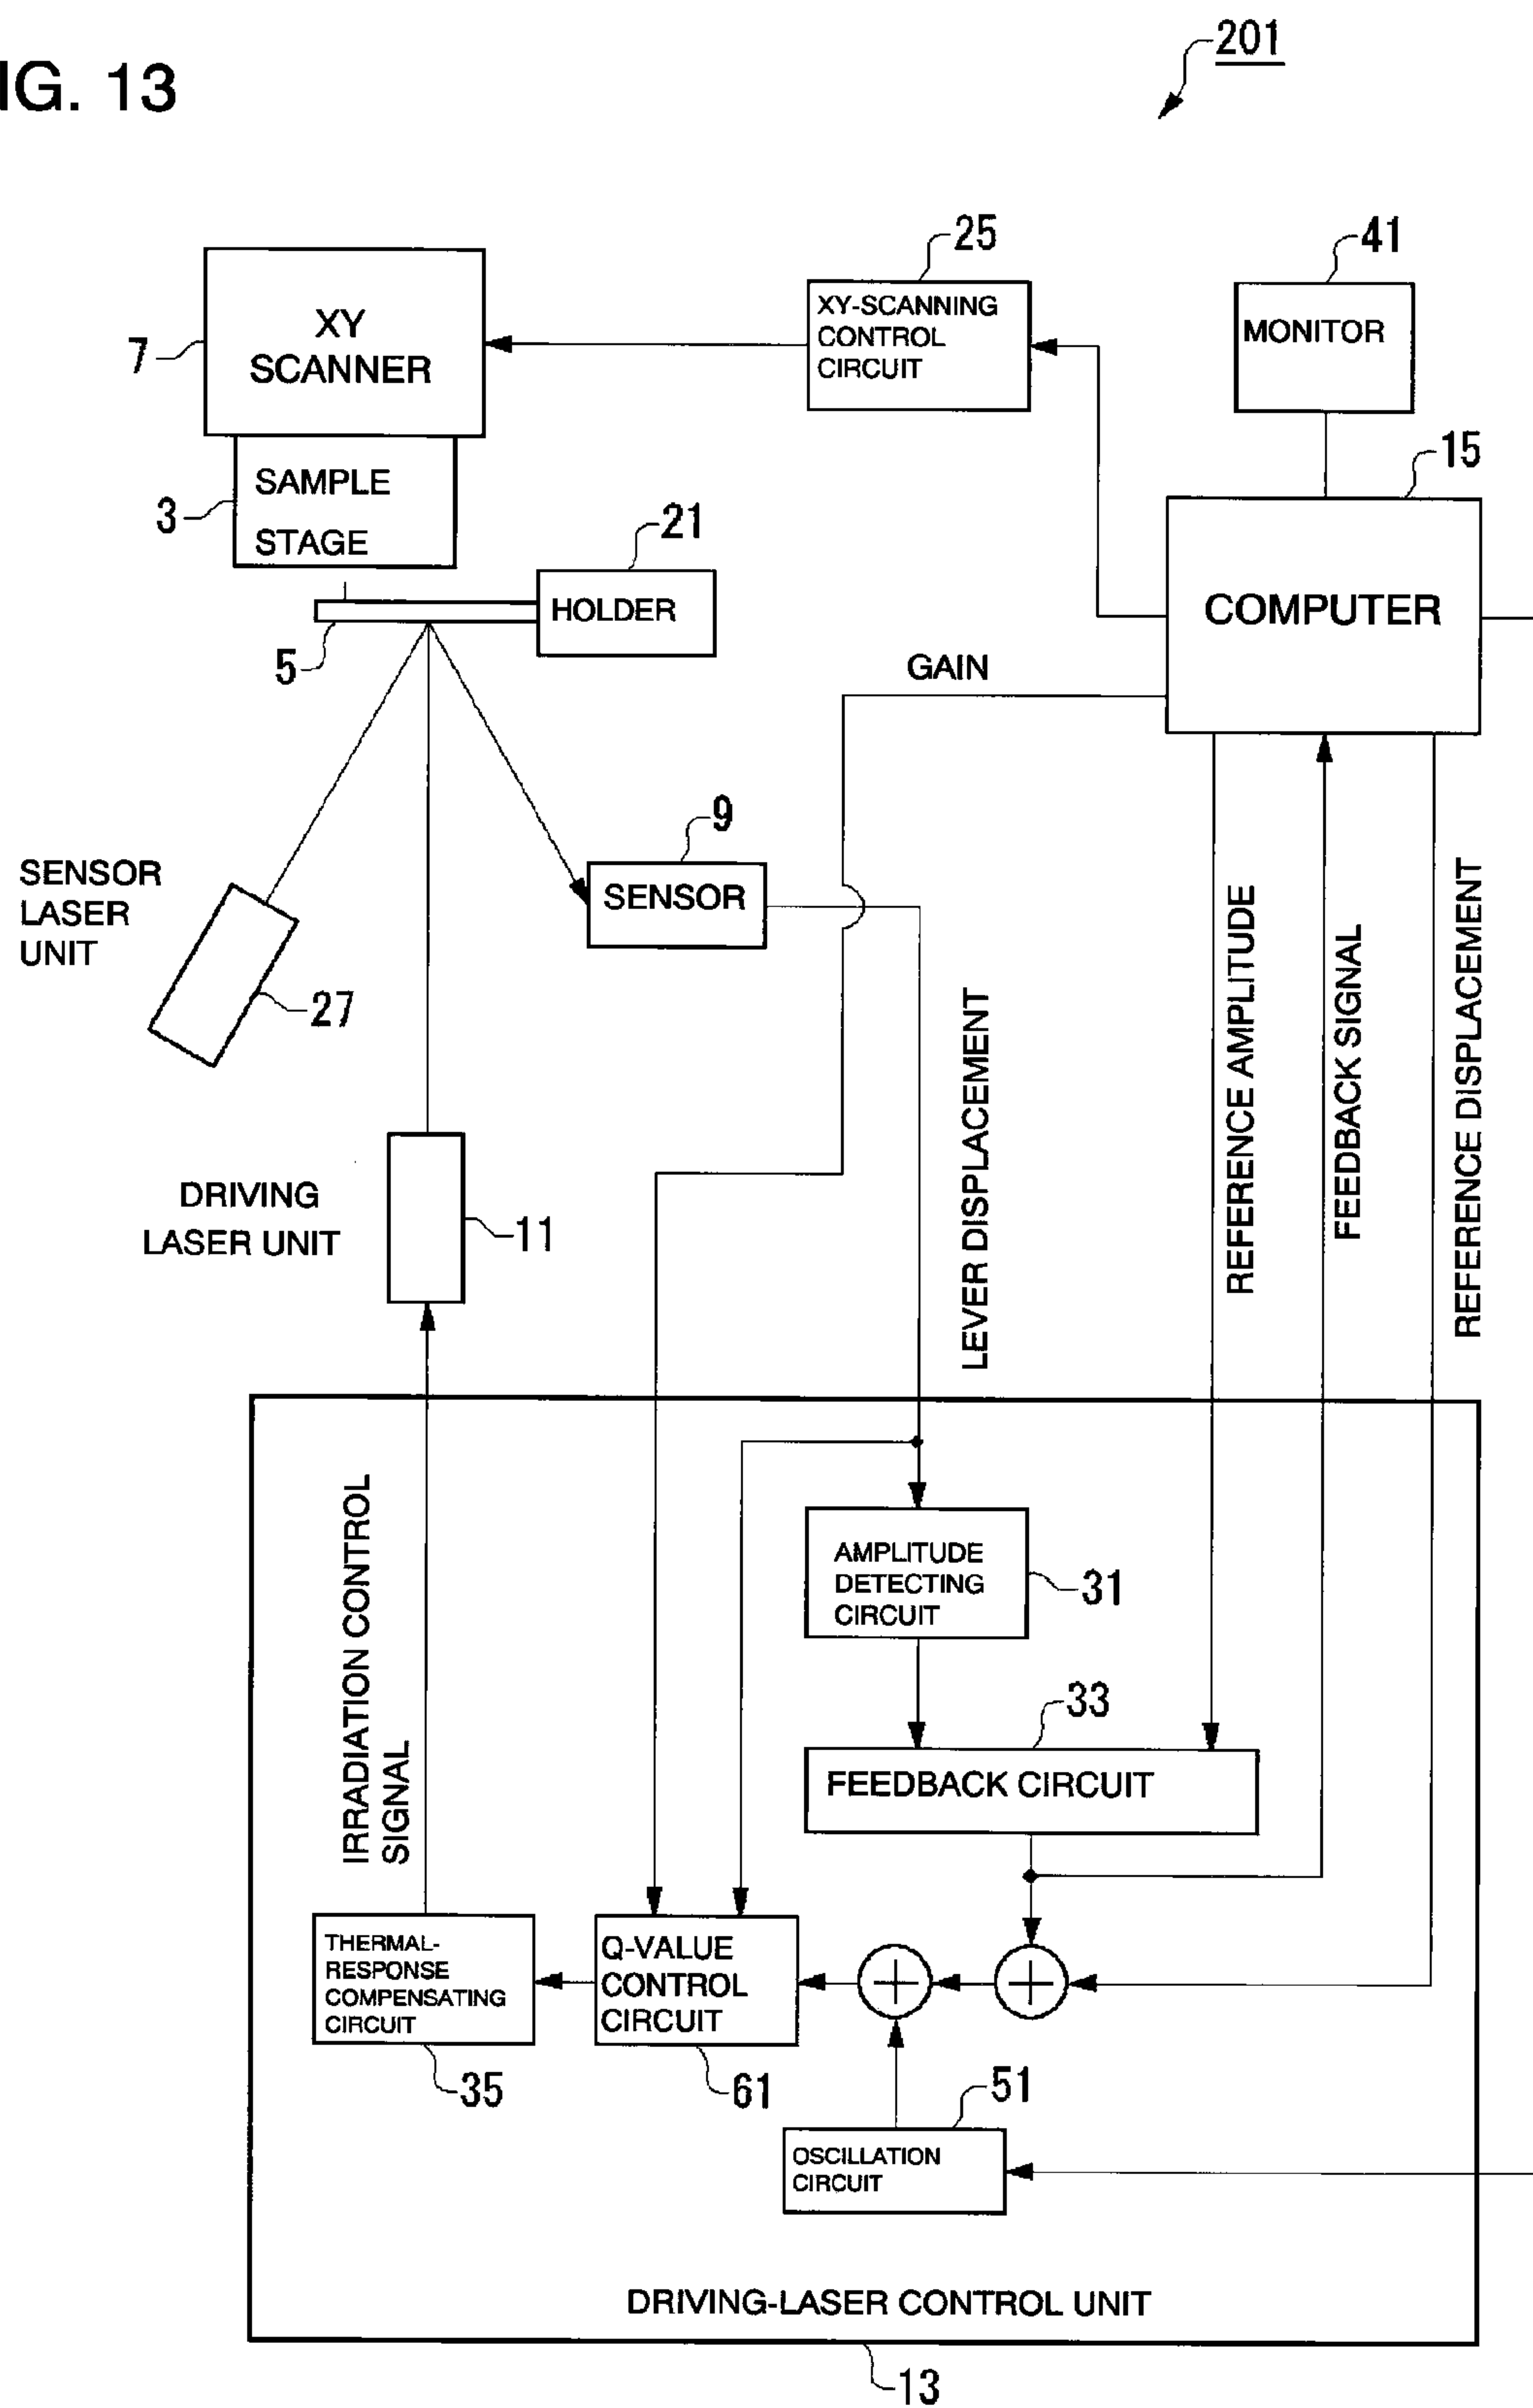 IG. 13
201
25
41
XY
SCANNER
7
XY-SCANNING
CONTROL
CIRCUIT
MONITOR
15
SAMPLE
STAGE
3
21
HOLDER
COMPUTER
5
GAIN
9
SENSOR
SENSOR
LASER
UNIT
27
LEVER DISPLACEMENT
REFERENCE AMPLITUDE
FEEDBACK SIGNAL
REFERENCE DISPLACEMENT
DRIVING
LASER UNIT
11
IRRADIATION CONTROL
SIGNAL
AMPLITUDE
DETECTING
CIRCUIT
31
33
FEEDBACK CIRCUIT
THERMAL-
RESPONSE
COMPENSATING
CIRCUIT
Q-VALUE
CONTROL
CIRCUIT
+
+
35
61
51
OSCILLATION
CIRCUIT
DRIVING-LASER CONTROL UNIT
13